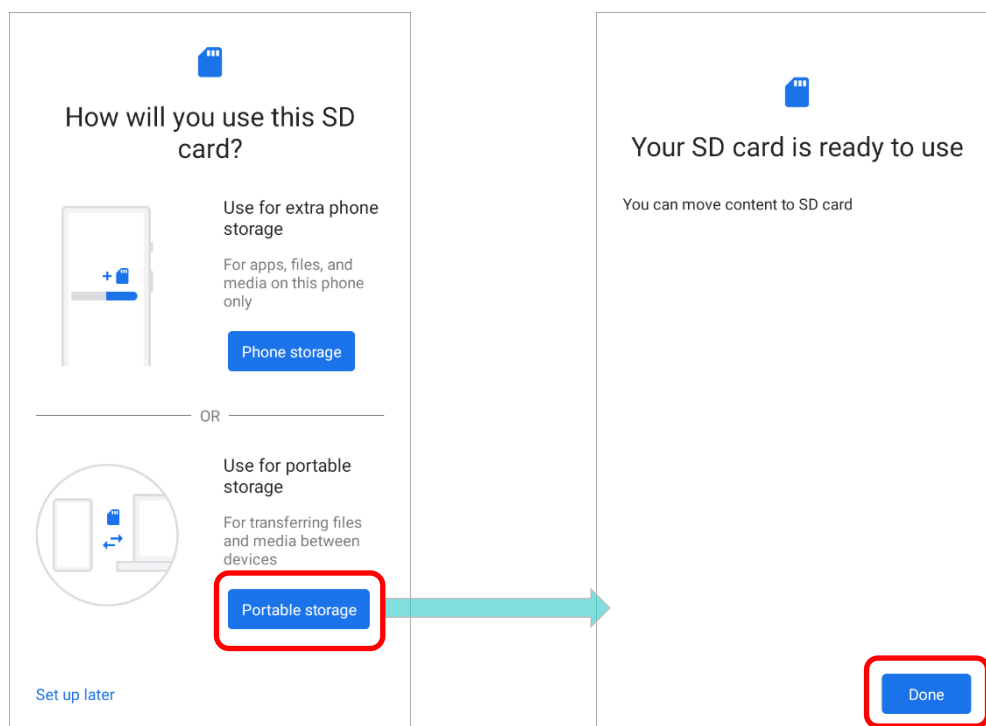 How will you use this SD
card?
Use for extra phone
storage
For apps, files, and
media on this phone
only
Phone storage
OR
Use for portable
storage
For transferring files
and media between
devices
Portable storage
Set up later
Your SD card is ready to use
You can move content to SD card
Done